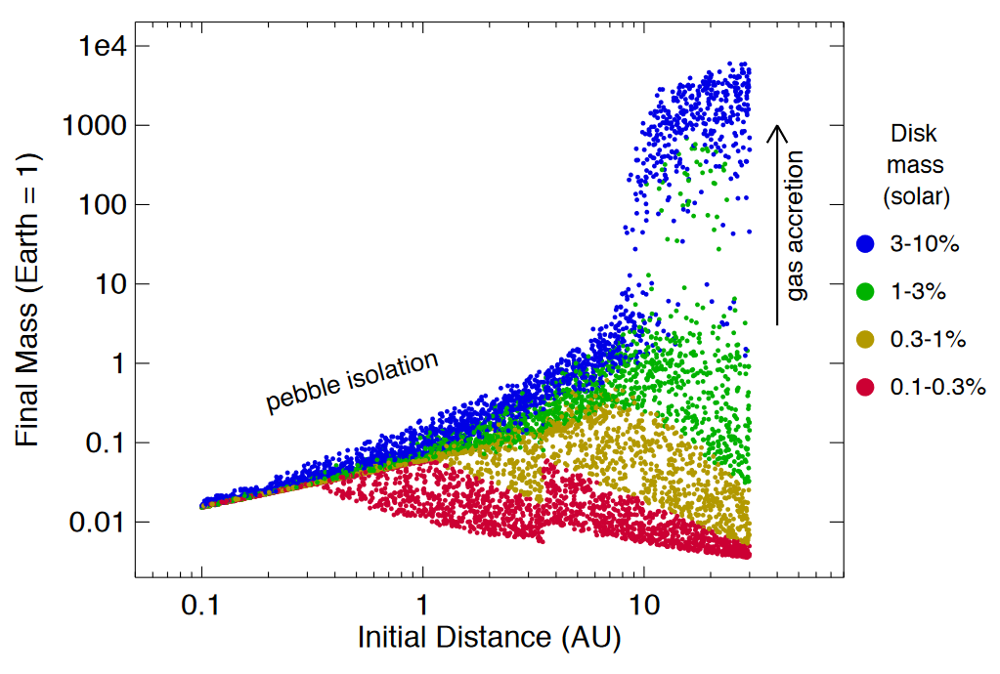 1e4
1000
100
10
1
0.1
0.01
Final Mass (Earth = 1)
pebble isolation
gas accretion
0.1
1
10
Initial Distance (AU)
Disk
mass
(solar)
3-10%
1-3%
0.3-1%
0.1-0.3%